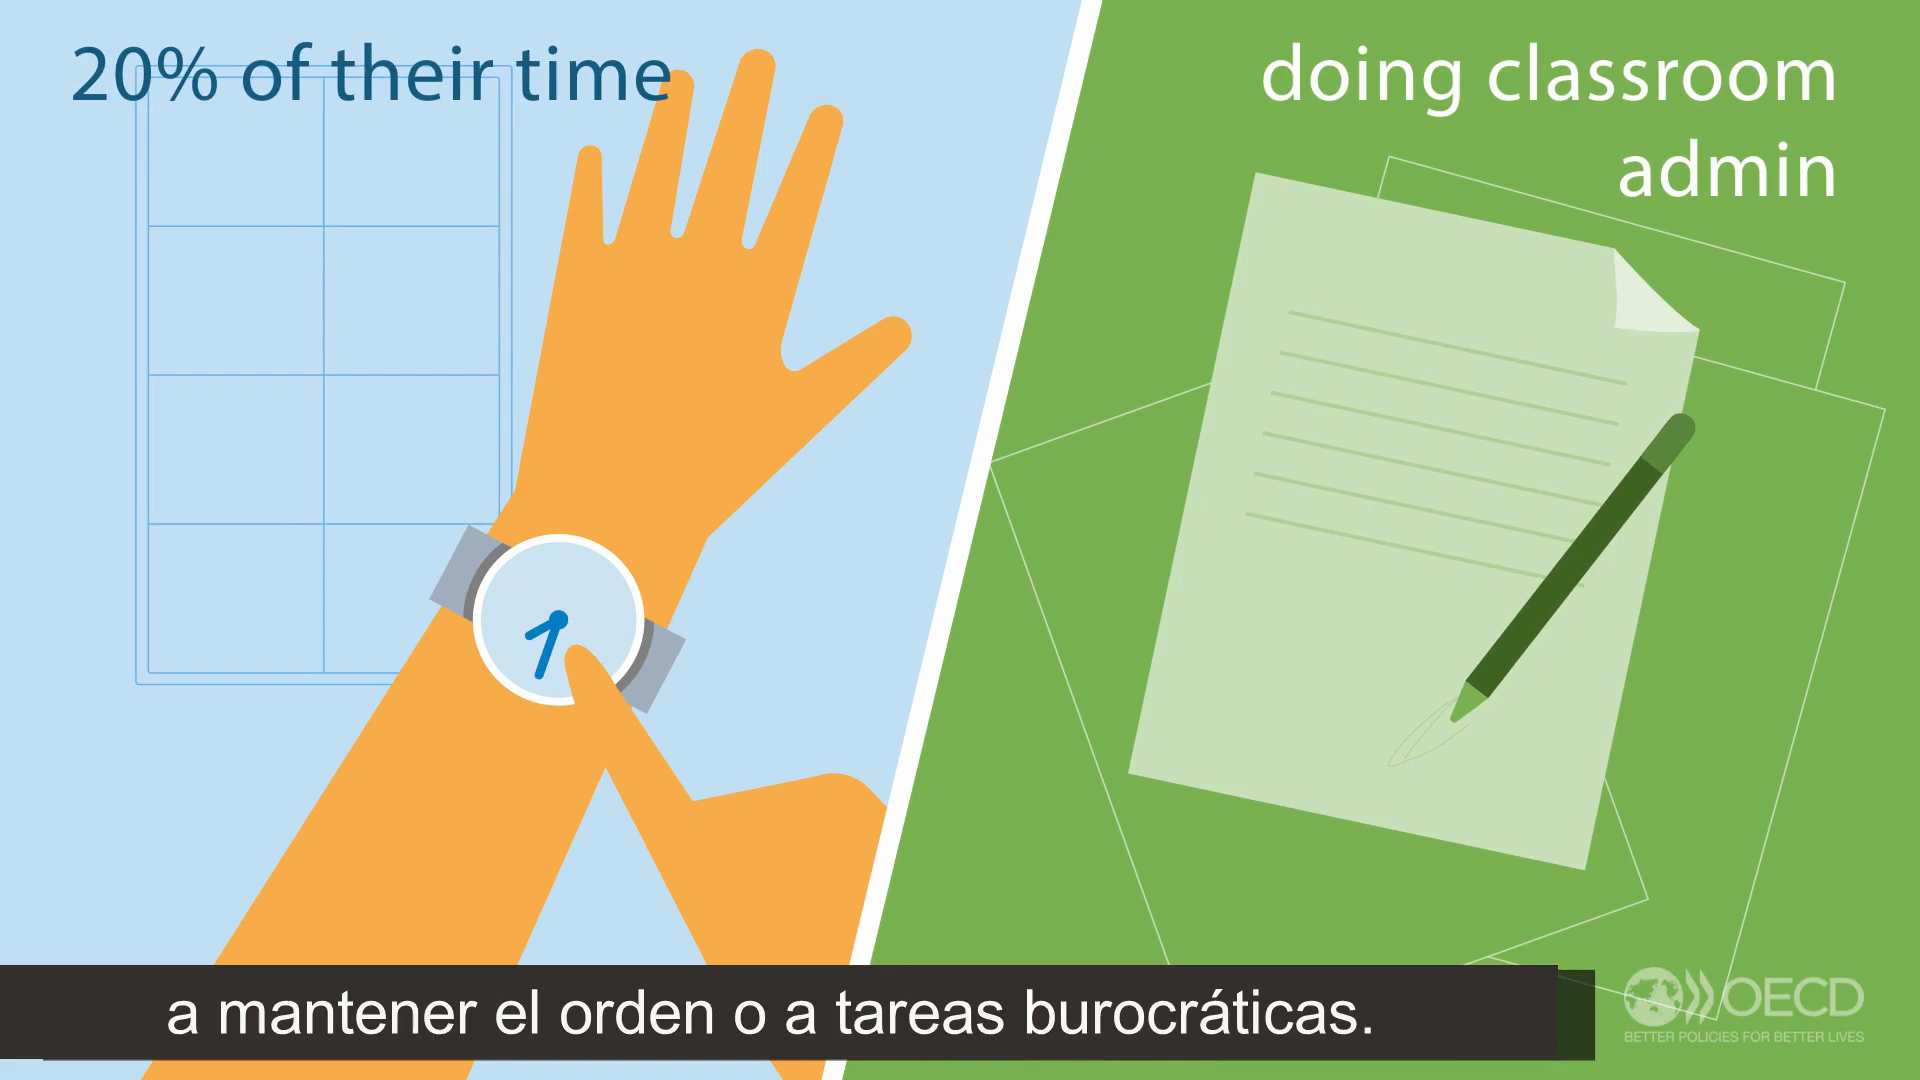 20% of their time
doing classroom
admin
a mantener el orden o a tareas burocráticas.
OECD
BETTER POLICIES FOR BETTER LIVES